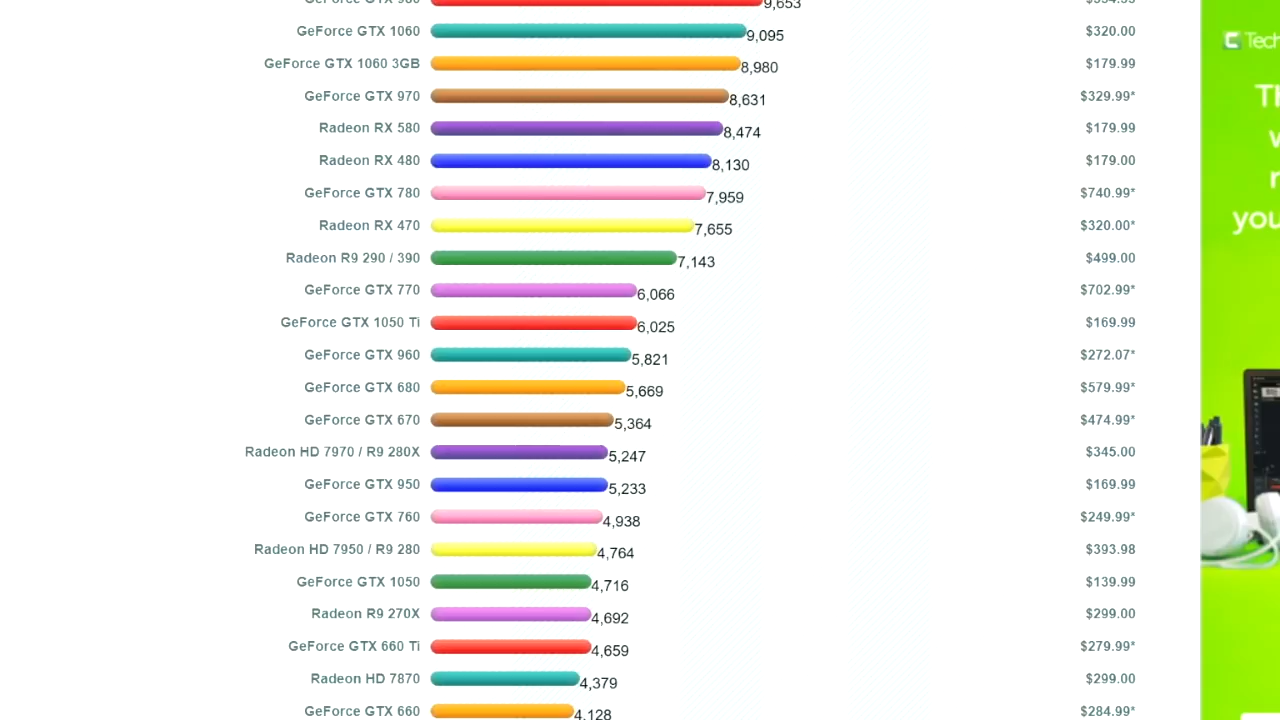 GeForce GTX 980 9,653
GeForce GTX 1060 9,095 $320.00
GeForce GTX 1060 3GB 8,980 $179.99
GeForce GTX 970 8,631 $329.99*
Radeon RX 580 8,474 $179.99
Radeon RX 480 8,130 $179.00
GeForce GTX 780 7,959 $740.99*
Radeon RX 470 7,655 $320.00*
Radeon R9 290 / 390 7,143 $499.00
GeForce GTX 770 6,066 $702.99*
GeForce GTX 1050 Ti 6,025 $169.99
GeForce GTX 960 5,821 $272.07*
GeForce GTX 680 5,669 $579.99*
GeForce GTX 670 5,364 $474.99*
Radeon HD 7970 / R9 280X 5,247 $345.00
GeForce GTX 950 5,233 $169.99
GeForce GTX 760 4,938 $249.99*
Radeon HD 7950 / R9 280 4,764 $393.98
GeForce GTX 1050 4,716 $139.99
Radeon R9 270X 4,692 $299.00
GeForce GTX 660 Ti 4,659 $279.99*
Radeon HD 7870 4,379 $299.00
GeForce GTX 660 4,128 $284.99*
Tech
you